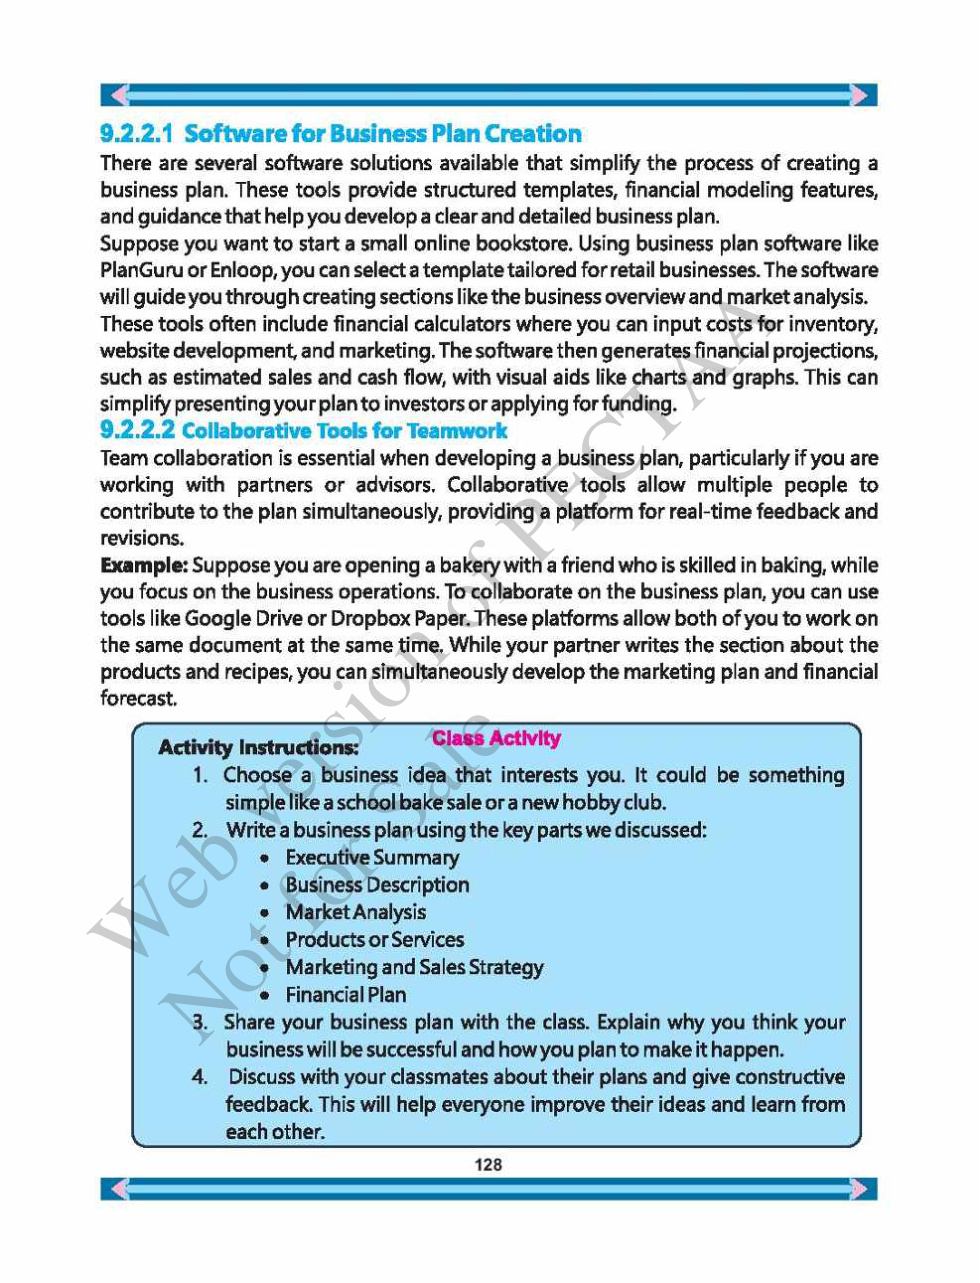 9.2.2.1 Software for Business Plan Creation
There are several software solutions available that simplify the process of creating a
business plan. These tools provide structured templates, financial modeling features,
and guidance that help you develop a clear and detailed business plan.
Suppose you want to start a small online bookstore. Using business plan software like
PlanGuru or Enloop, you can select a template tailored for retail businesses. The software
will guide you through creating sections like the business overview and market analysis.
These tools often include financial calculators where you can input costs for inventory,
website development, and marketing. The software then generates financial projections,
such as estimated sales and cash flow, with visual aids like charts and graphs. This can
simplify presenting your plan to investors or applying for funding.
9.2.2.2 Collaborative Tools for Teamwork
Team collaboration is essential when developing a business plan, particularly if you are
working with partners or advisors. Collaborative tools allow multiple people to
contribute to the plan simultaneously, providing a platform for real-time feedback and
revisions.
Example: Suppose you are opening a bakery with a friend who is skilled in baking, while
you focus on the business operations. To collaborate on the business plan, you can use
tools like Google Drive or Dropbox Paper. These platforms allow both of you to work on
the same document at the same time. While your partner writes the section about the
products and recipes, you can simultaneously develop the marketing plan and financial
forecast.
Class Activity
Activity Instructions:
1. Choose a business idea that interests you. It could be something
simple like a school bake sale or a new hobby club.
2. Write a business plan using the key parts we discussed:
• Executive Summary
• Business Description
• Market Analysis
• Products or Services
• Marketing and Sales Strategy
• Financial Plan
3. Share your business plan with the class. Explain why you think your
business will be successful and how you plan to make it happen.
4. Discuss with your classmates about their plans and give constructive
feedback. This will help everyone improve their ideas and learn from
each other.
128
Web version of PECTAA
Not for Sale